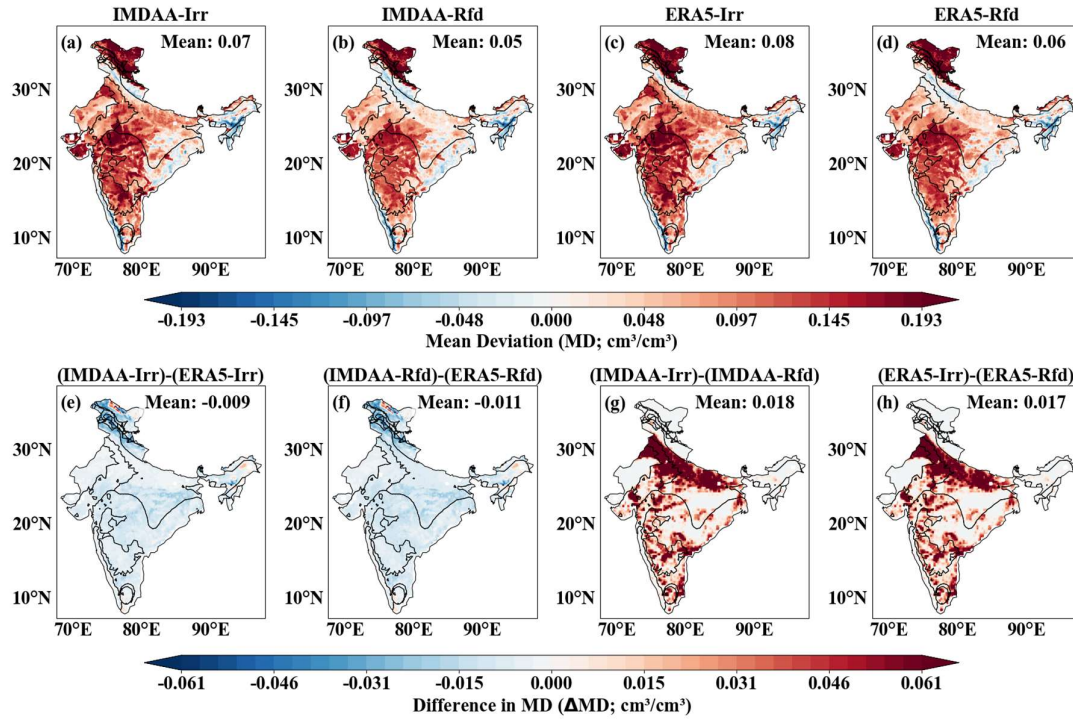 IMDAA-Irr IMDAA-Rfd ERA5-Irr ERA5-Rfd
(a) Mean: 0.07 (b) Mean: 0.05 (c) Mean: 0.08 (d) Mean: 0.06
30°N 30°N 30°N 30°N
20°N 20°N 20°N 20°N
10°N 10°N 10°N 10°N
70°E 80°E 90°E 70°E 80°E 90°E 70°E 80°E 90°E 70°E 80°E 90°E
-0.193 -0.145 -0.097 -0.048 0.000 0.048 0.097 0.145 0.193
Mean Deviation (MD; cm³/cm³)
(IMDAA-Irr)-(ERA5-Irr) (IMDAA-Rfd)-(ERA5-Rfd) (IMDAA-Irr)-(IMDAA-Rfd) (ERA5-Irr)-(ERA5-Rfd)
(e) Mean: -0.009 (f) Mean: -0.011 (g) Mean: 0.018 (h) Mean: 0.017
30°N 30°N 30°N 30°N
20°N 20°N 20°N 20°N
10°N 10°N 10°N 10°N
70°E 80°E 90°E 70°E 80°E 90°E 70°E 80°E 90°E 70°E 80°E 90°E
-0.061 -0.046 -0.031 -0.015 0.000 0.015 0.031 0.046 0.061
Difference in MD (ΔMD; cm³/cm³)